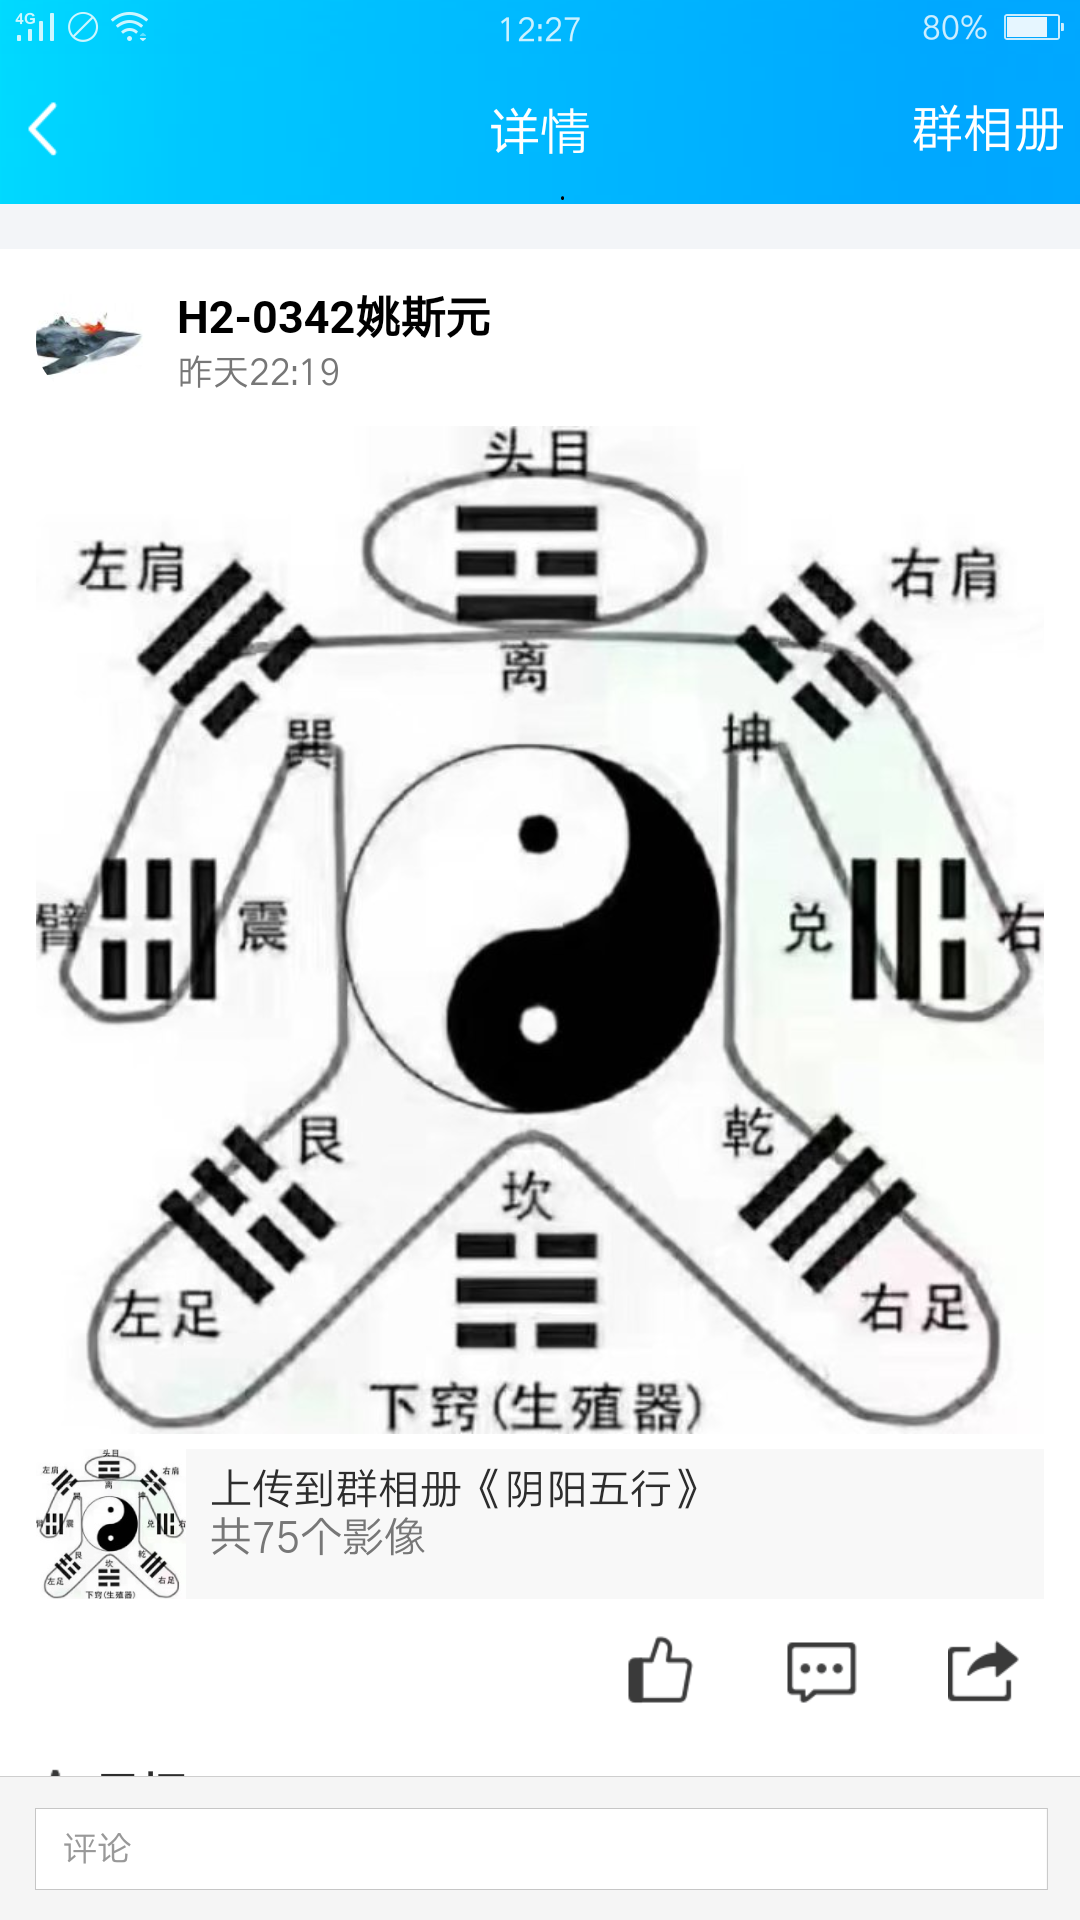 4G 12:27 80%
详情 群相册
H2-0342姚斯元
昨天22:19
头目
左肩 右肩
离
巽 坤
臂 震 兑 右
艮 乾
坎
左足 右足
下窍(生殖器)
上传到群相册《阴阳五行》
共75个影像
评论